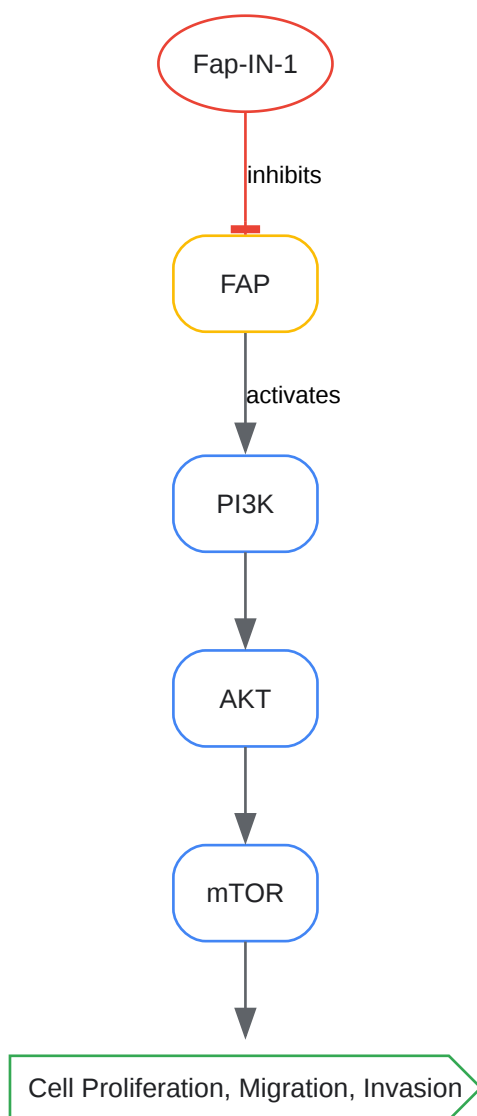 Fap-IN-1
inhibits
FAP
activates
PI3K
AKT
mTOR
Cell Proliferation, Migration, Invasion